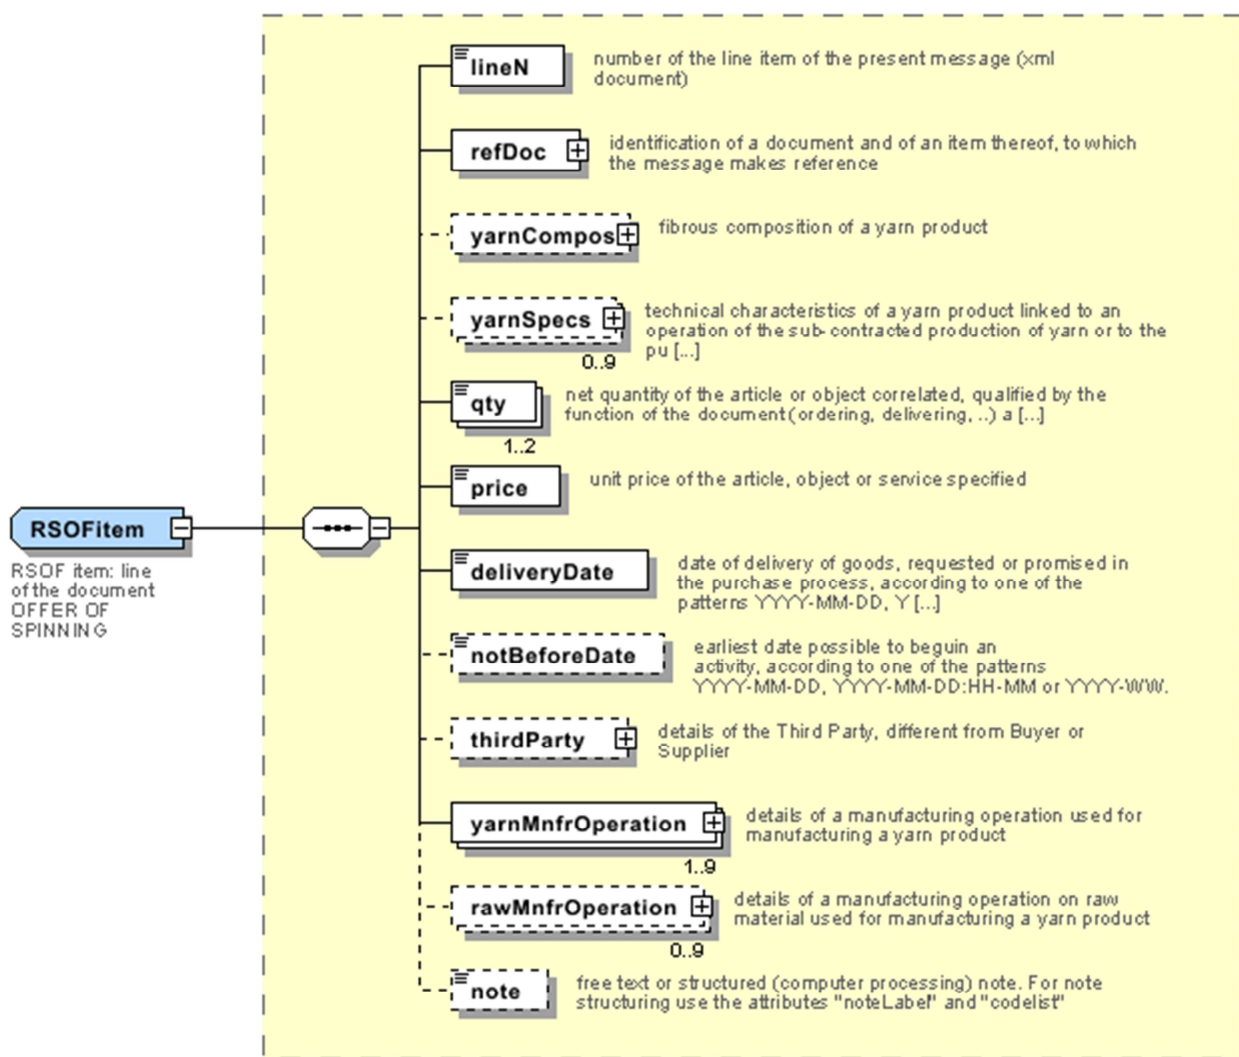 lineN
number of the line item of the present message (xml
document)
refDoc
identification of a document and of an item thereof, to which
the message makes reference
yarnCompos
fibrous composition of a yarn product
yarnSpecs
technical characteristics of a yarn product linked to an
operation of the sub-contracted production of yarn or to the
pu [...]
0..9
qty
net quantity of the article or object correlated, qualified by the
function of the document (ordering, delivering, ..) a [...]
1..2
price
unit price of the article, object or service specified
RSOFitem
RSOF item: line
of the document
OFFER OF
SPINNING
deliveryDate
date of delivery of goods, requested or promised in
the purchase process, according to one of the
patterns YYYY-MM-DD, Y [...]
notBeforeDate
earliest date possible to beguin an
activity, according to one of the patterns
YYYY-MM-DD, YYYY-MM-DD:HH-MM or YYYY-WW.
thirdParty
details of the Third Party, different from Buyer or
Supplier
yarnMnfrOperation
details of a manufacturing operation used for
manufacturing a yarn product
1..9
rawMnfrOperation
details of a manufacturing operation on raw
material used for manufacturing a yarn product
0..9
note
free text or structured (computer processing) note. For note
structuring use the attributes "noteLabel" and "codelist"